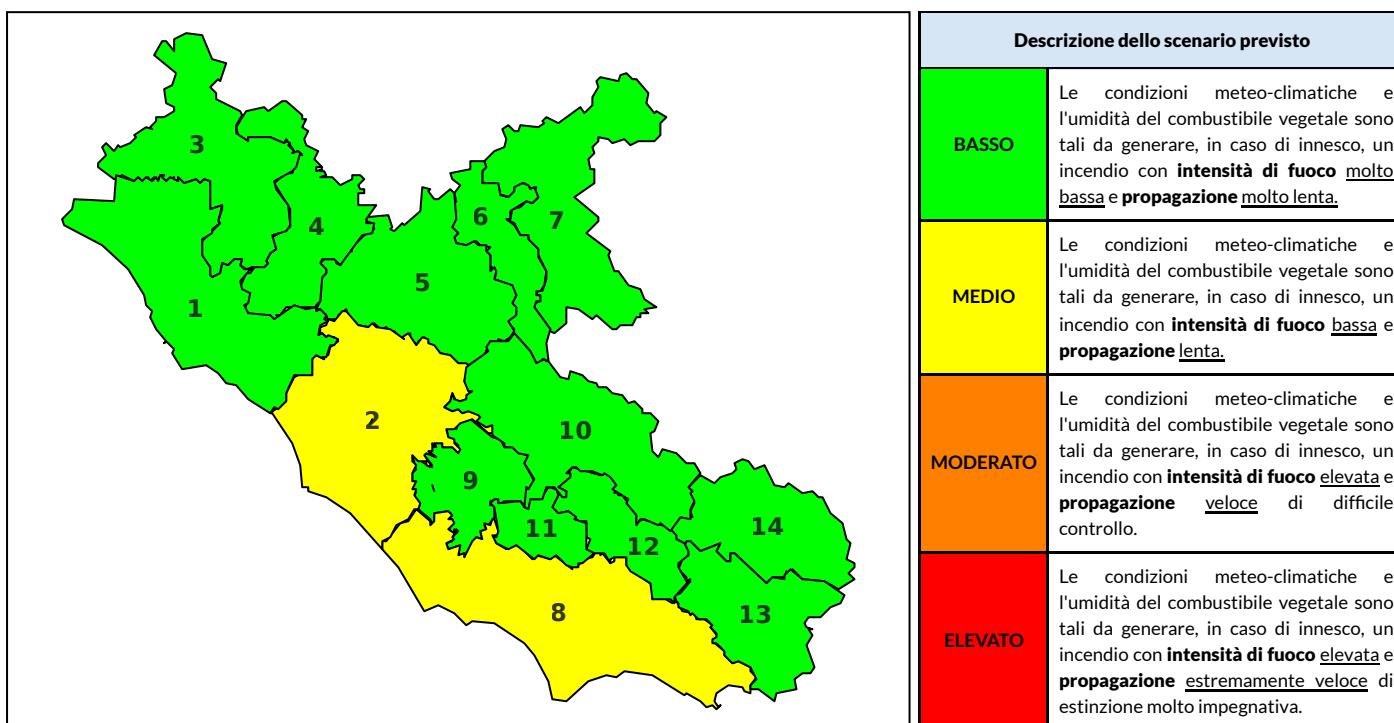 3
4
6
7
5
1
2
10
9
14
11
12
8
13
Descrizione dello scenario previsto
BASSO
Le condizioni meteo-climatiche e
l'umidità del combustibile vegetale sono
tali da generare, in caso di innesco, un
incendio con intensità di fuoco molto
bassa e propagazione molto lenta.
MEDIO
Le condizioni meteo-climatiche e
l'umidità del combustibile vegetale sono
tali da generare, in caso di innesco, un
incendio con intensità di fuoco bassa e
propagazione lenta.
MODERATO
Le condizioni meteo-climatiche e
l'umidità del combustibile vegetale sono
tali da generare, in caso di innesco, un
incendio con intensità di fuoco elevata e
propagazione veloce di difficile
controllo.
ELEVATO
Le condizioni meteo-climatiche e
l'umidità del combustibile vegetale sono
tali da generare, in caso di innesco, un
incendio con intensità di fuoco elevata e
propagazione estremamente veloce di
estinzione molto impegnativa.